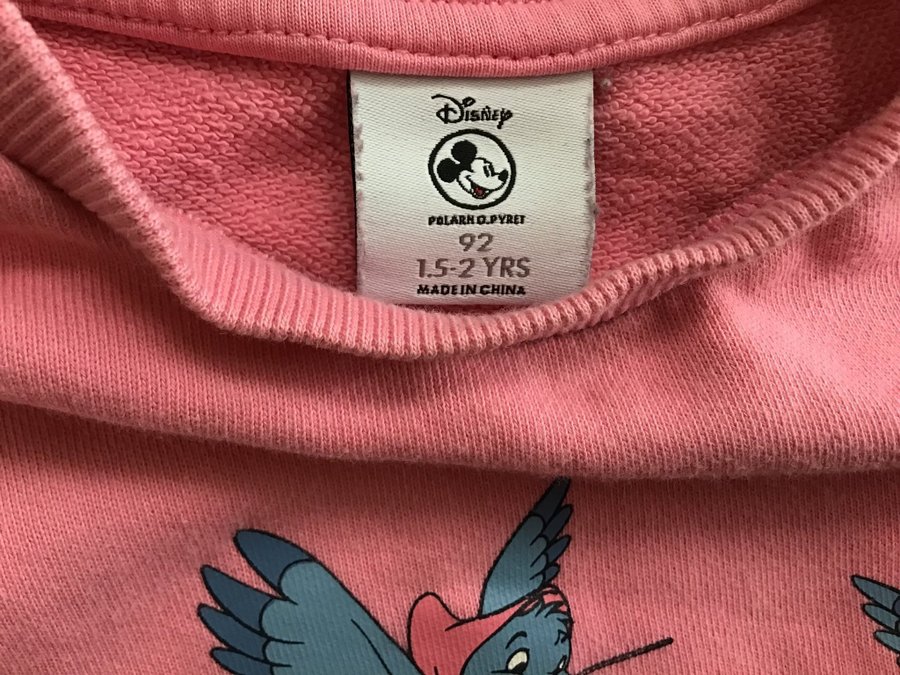 Disney
POLARN O. PYRET
92
1.5-2 YRS
MADE IN CHINA